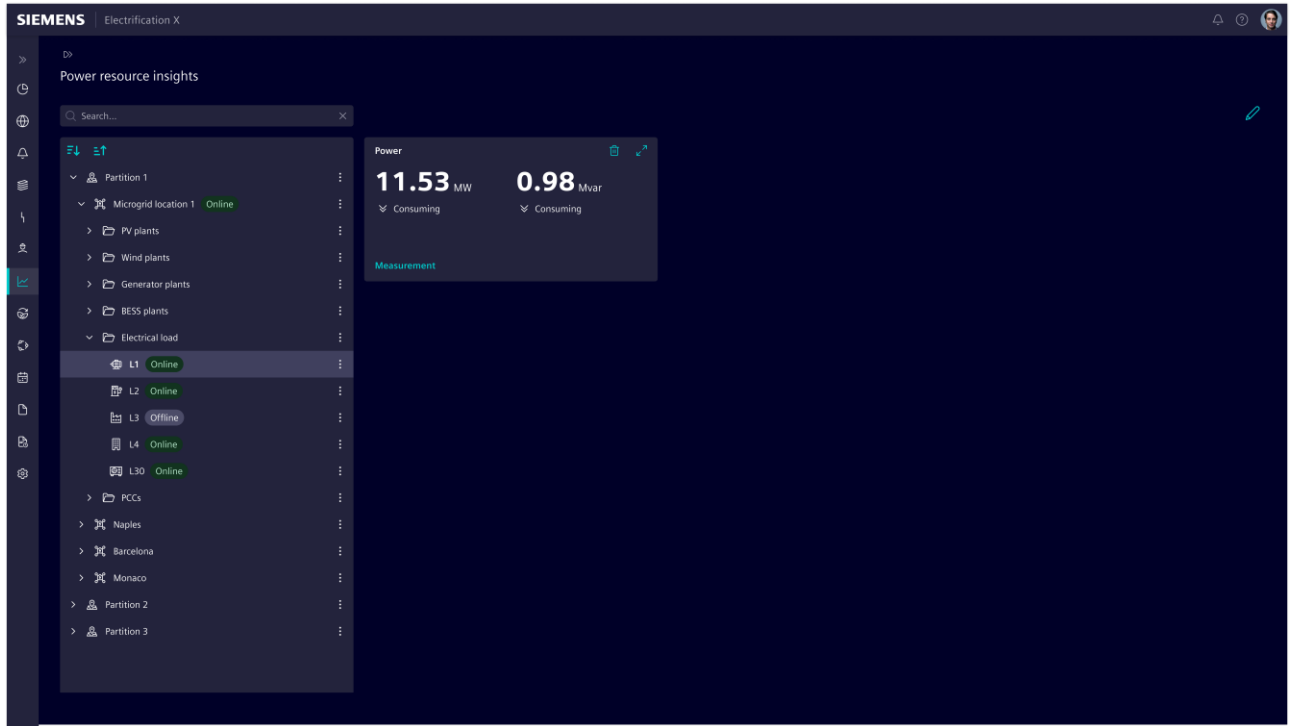 SIEMENS Electrification X
Power resource insights
Search...
Power
11.53 MW 0.98 Mvar
Consuming Consuming
Measurement
Partition 1
Microgrid location 1 Online
PV plants
Wind plants
Generator plants
BESS plants
Electrical load
L1 Online
L2 Online
L3 Offline
L4 Online
L30 Online
PCCs
Naples
Barcelona
Monaco
Partition 2
Partition 3